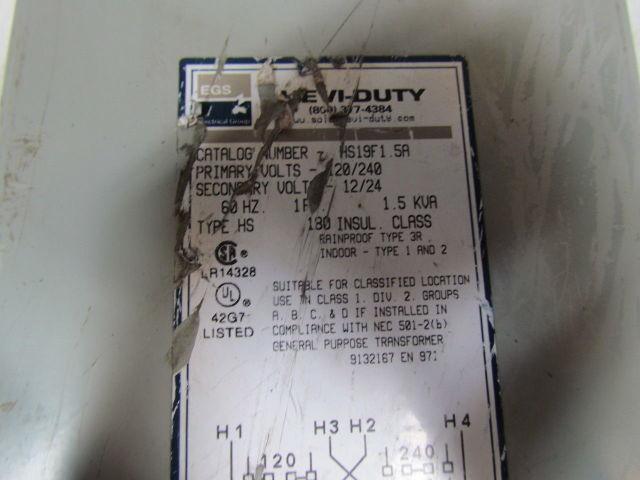 EGS
Electrical Group
HEVI-DUTY
(800) 377-4384
CATALOG NUMBER - HS19F1.5A
PRIMARY VOLTS - 120/240
SECONDARY VOLTS - 12/24
60 HZ. 1.5 KVA
TYPE HS 180 INSUL. CLASS
RAINPROOF TYPE 3R
INDOOR - TYPE 1 AND 2
SA ®
LR14328
UL ®
42G7
LISTED
SUITABLE FOR CLASSIFIED LOCATION
USE IN CLASS 1. DIV. 2. GROUPS
A. B. C. & D IF INSTALLED IN
COMPLIANCE WITH NEC 501-2(b)
GENERAL PURPOSE TRANSFORMER
9132167 EN 971
H1 H3 H2 H4
120 240